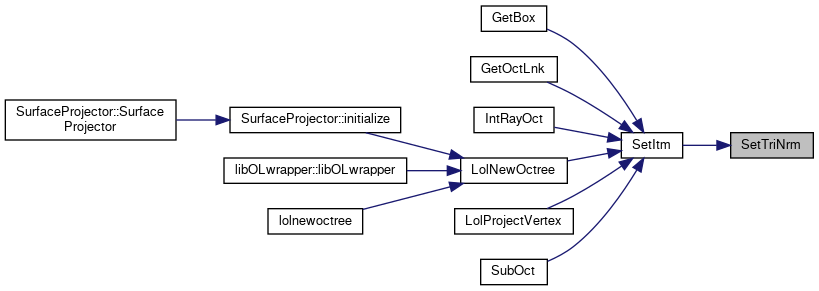 GetBox
GetOctLnk
SurfaceProjector::Surface
Projector
SurfaceProjector::initialize
IntRayOct
SetItm
SetTriNrm
libOLwrapper::libOLwrapper
LolNewOctree
lolnewoctree
LolProjectVertex
SubOct